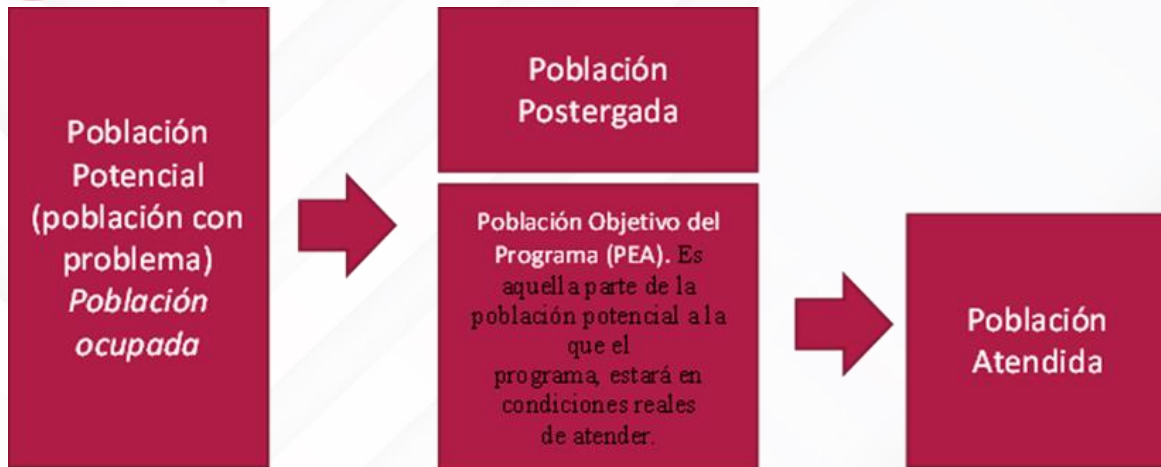 Población
Potencial
(población con
problema)
Población
ocupada
Población
Postergada
Población Objetivo del
Programa (PEA). Es
aquella parte de la
población potencial a la
que el
programa, estará en
condiciones reales
de atender.
Población
Atendida